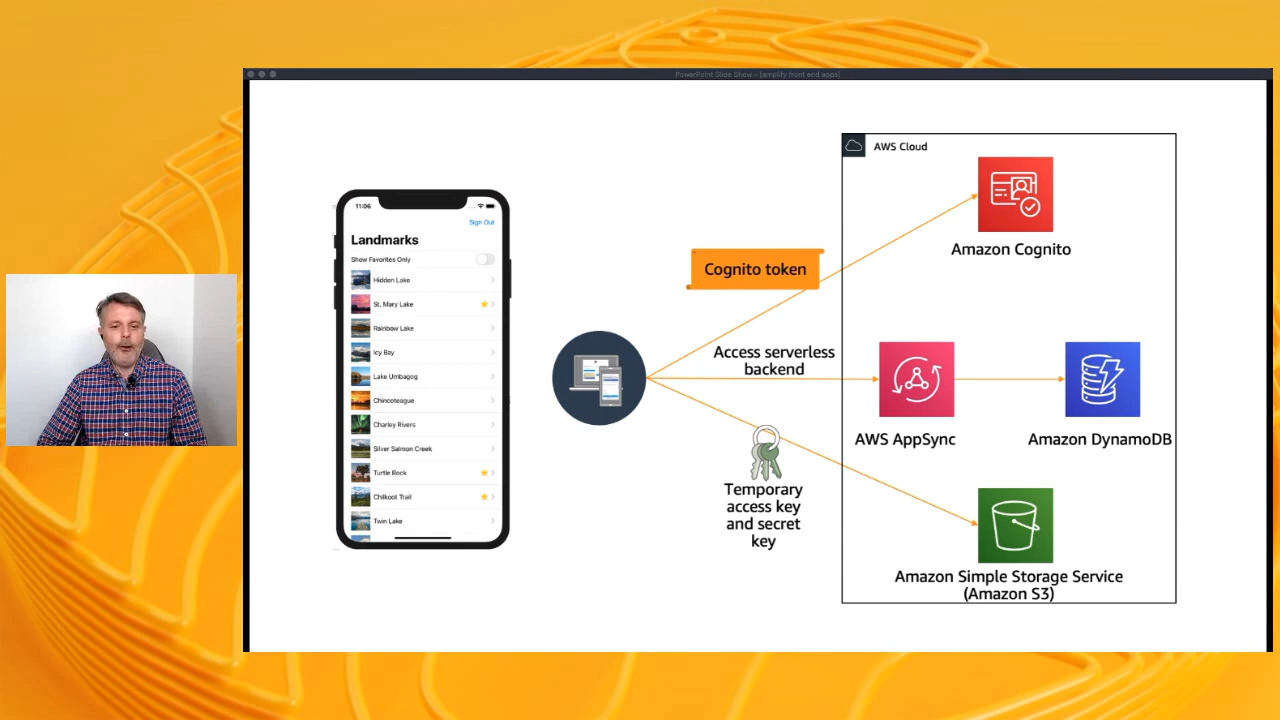 PowerPoint Slide Show - [amplify front end apps]
AWS Cloud
11:06
Sign Out
Landmarks
Show Favorites Only
Hidden Lake
St. Mary Lake
Rainbow Lake
Icy Bay
Lake Umbagog
Chincoteague
Charley Rivers
Silver Salmon Creek
Turtle Rock
Chilkoot Trail
Twin Lake
Cognito token
Access serverless
backend
Temporary
access key
and secret
key
Amazon Cognito
AWS AppSync
Amazon DynamoDB
Amazon Simple Storage Service
(Amazon S3)